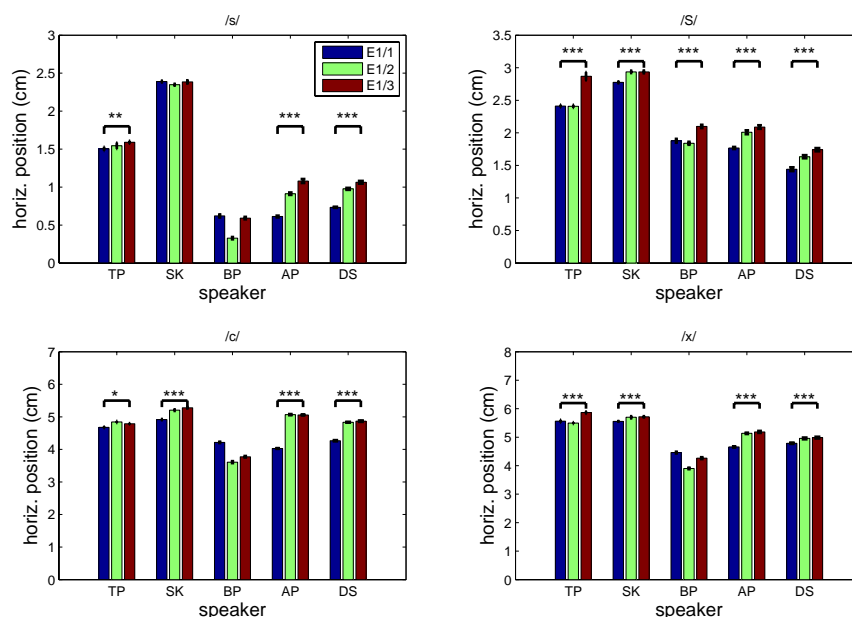 /s/
3
2.5
2
1.5
1
0.5
0
horiz. position (cm)
E1/1
E1/2
E1/3
**
***
***
TP SK BP AP DS
speaker
/S/
3.5
3
2.5
2
1.5
1
0.5
0
horiz. position (cm)
*** *** *** *** ***
TP SK BP AP DS
speaker
/c/
7
6
5
4
3
2
1
0
horiz. position (cm)
* *** *** ***
TP SK BP AP DS
speaker
/x/
8
7
6
5
4
3
2
1
0
horiz. position (cm)
*** *** *** ***
TP SK BP AP DS
speaker